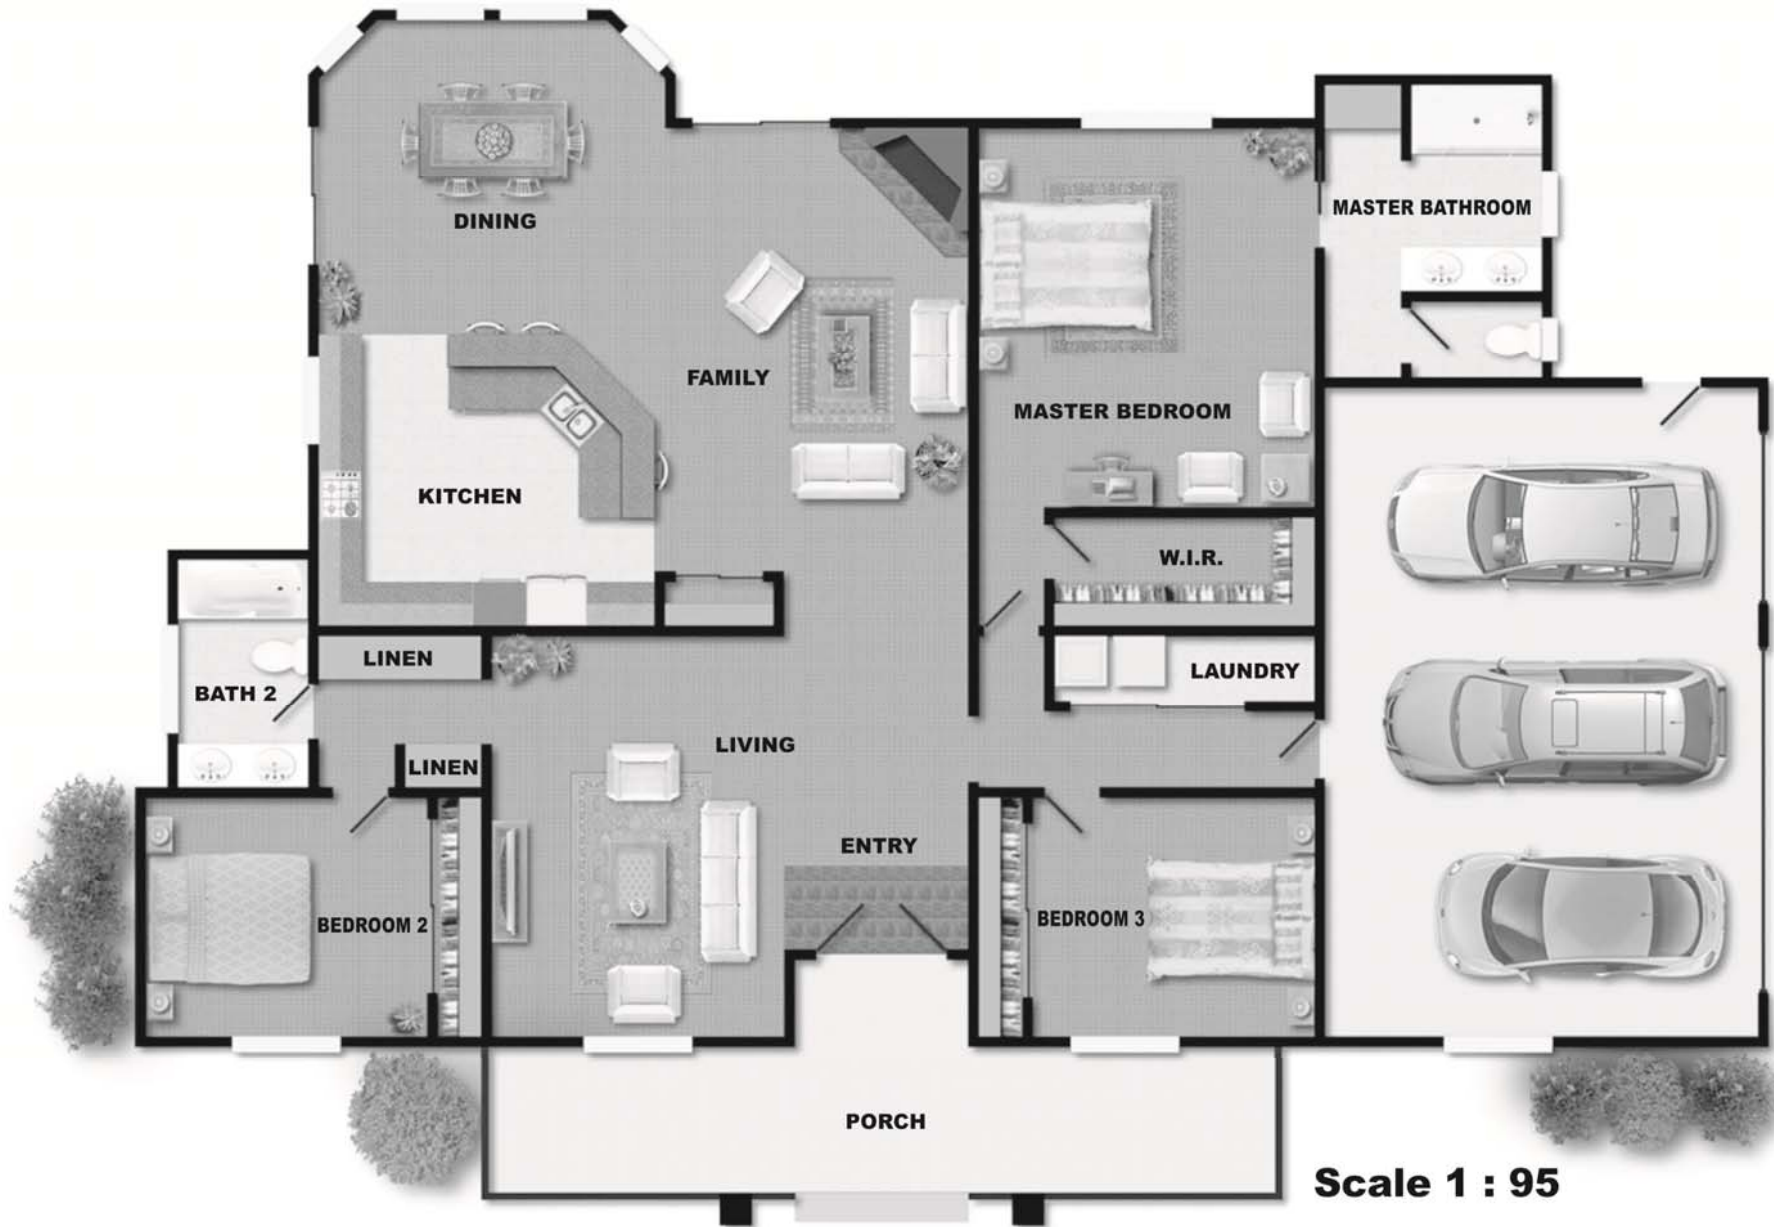 DINING
MASTER BATHROOM
FAMILY
MASTER BEDROOM
KITCHEN
W.I.R.
LINEN
LAUNDRY
BATH 2
LIVING
LINEN
ENTRY
BEDROOM 2
BEDROOM 3
PORCH
Scale 1 : 95